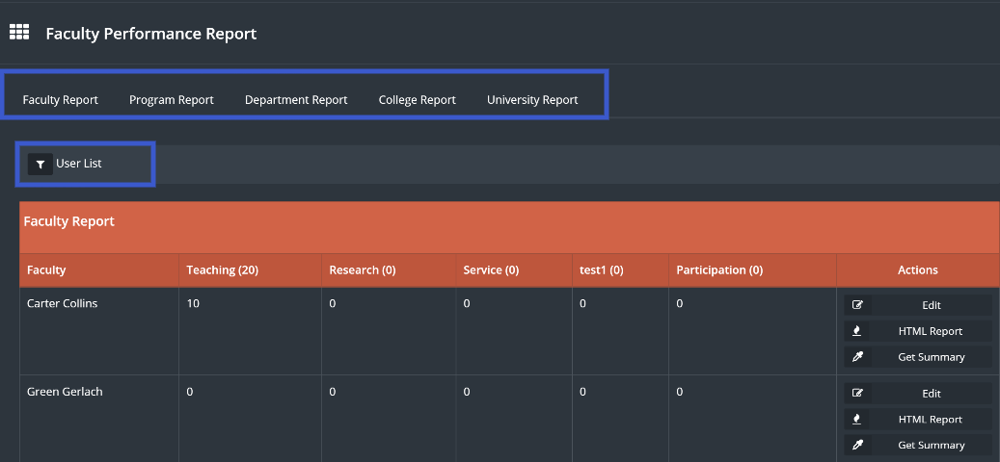 Faculty Performance Report
Faculty Report Program Report Department Report College Report University Report
User List
Faculty Report
Faculty Teaching (20) Research (0) Service (0) test1 (0) Participation (0) Actions
Carter Collins 10 0 0 0 0 Edit
HTML Report
Get Summary
Green Gerlach 0 0 0 0 0 Edit
HTML Report
Get Summary